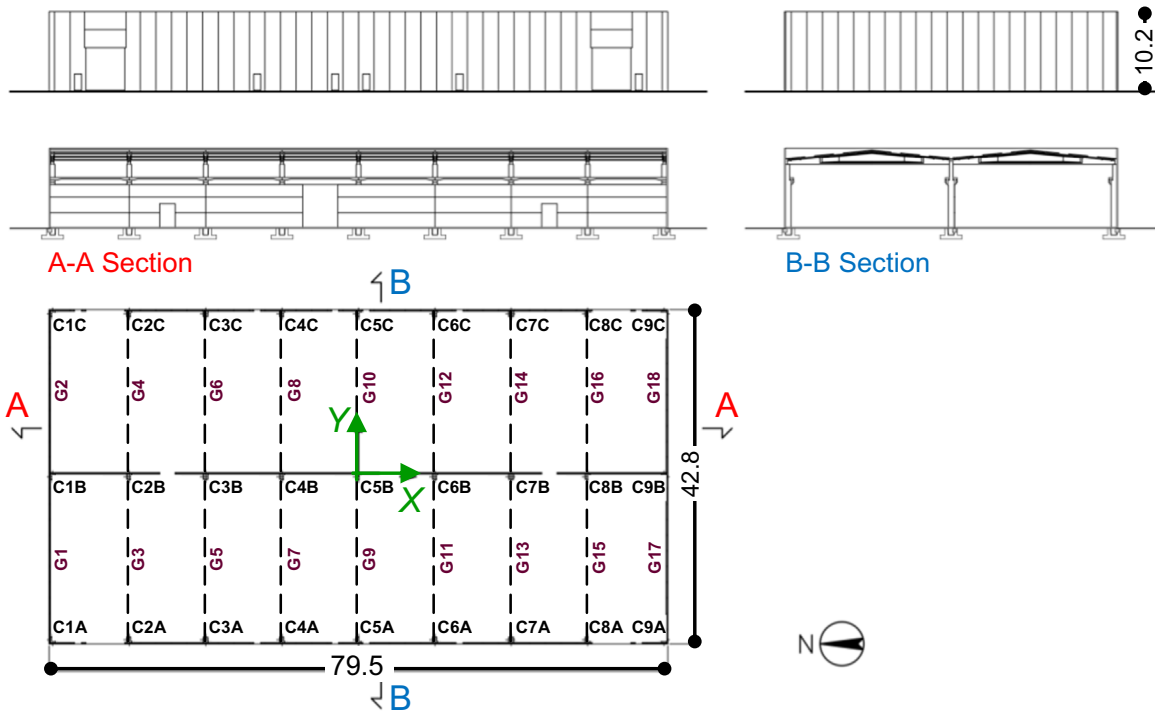 10.2
A-A Section
B-B Section
B
C1C C2C C3C C4C C5C C6C C7C C8C C9C
G2 G4 G6 G8 G10 G12 G14 G16 G18
A A
Y
42.8
C1B C2B C3B C4B C5B C6B C7B C8B C9B
X
G1 G3 G5 G7 G9 G11 G13 G15 G17
C1A C2A C3A C4A C5A C6A C7A C8A C9A
N
79.5
B